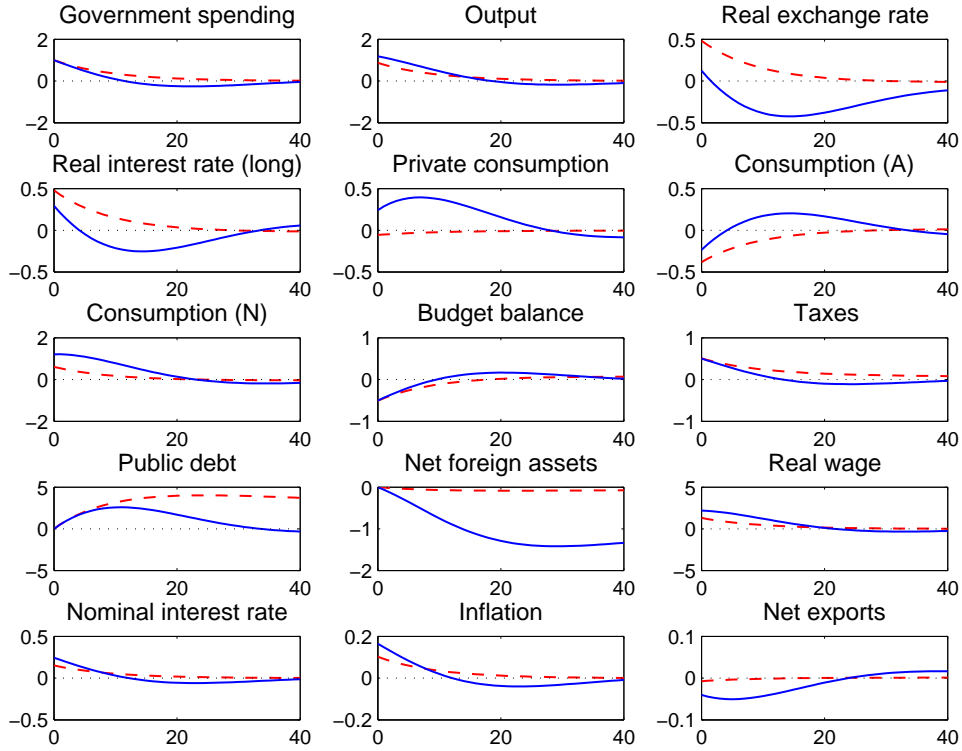 Government spending Output Real exchange rate
2 2 0.5
0 0 0
−2 −2 −0.5
0 20 40 0 20 40 0 20 40
Real interest rate (long) Private consumption Consumption (A)
0.5 0.5 0.5
0 0 0
−0.5 −0.5 −0.5
0 20 40 0 20 40 0 20 40
Consumption (N) Budget balance Taxes
2 1 1
0 0 0
−2 −1 −1
0 20 40 0 20 40 0 20 40
Public debt Net foreign assets Real wage
5 0 5
0 −1 0
−5 −2 −5
0 20 40 0 20 40 0 20 40
Nominal interest rate Inflation Net exports
0.5 0.2 0.1
0 0 0
−0.5 −0.2 −0.1
0 20 40 0 20 40 0 20 40